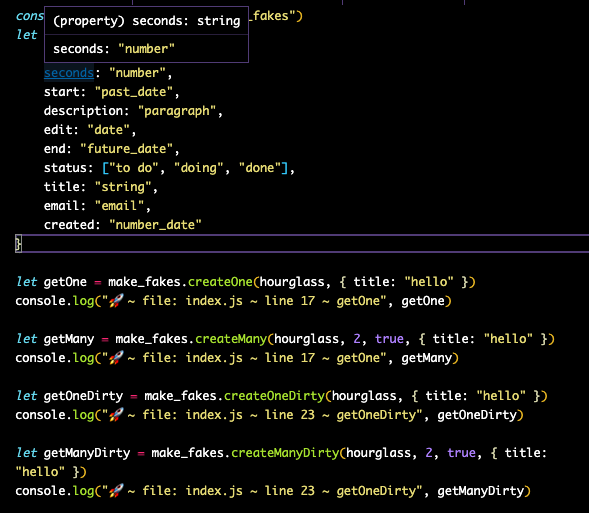 cons
(property) seconds: string
_fakes")
let
seconds: "number"
seconds: "number",
start: "past_date",
description: "paragraph",
edit: "date",
end: "future_date",
status: ["to do", "doing", "done"],
title: "string",
email: "email",
created: "number_date"
}
let getOne = make_fakes.createOne(hourglass, { title: "hello" })
console.log("🚀 ~ file: index.js ~ line 17 ~ getOne", getOne)
let getMany = make_fakes.createMany(hourglass, 2, true, { title: "hello" })
console.log("🚀 ~ file: index.js ~ line 17 ~ getOne", getMany)
let getOneDirty = make_fakes.createOneDirty(hourglass, { title: "hello" })
console.log("🚀 ~ file: index.js ~ line 23 ~ getOneDirty", getOneDirty)
let getManyDirty = make_fakes.createManyDirty(hourglass, 2, true, { title:
"hello" })
console.log("🚀 ~ file: index.js ~ line 23 ~ getOneDirty", getManyDirty)